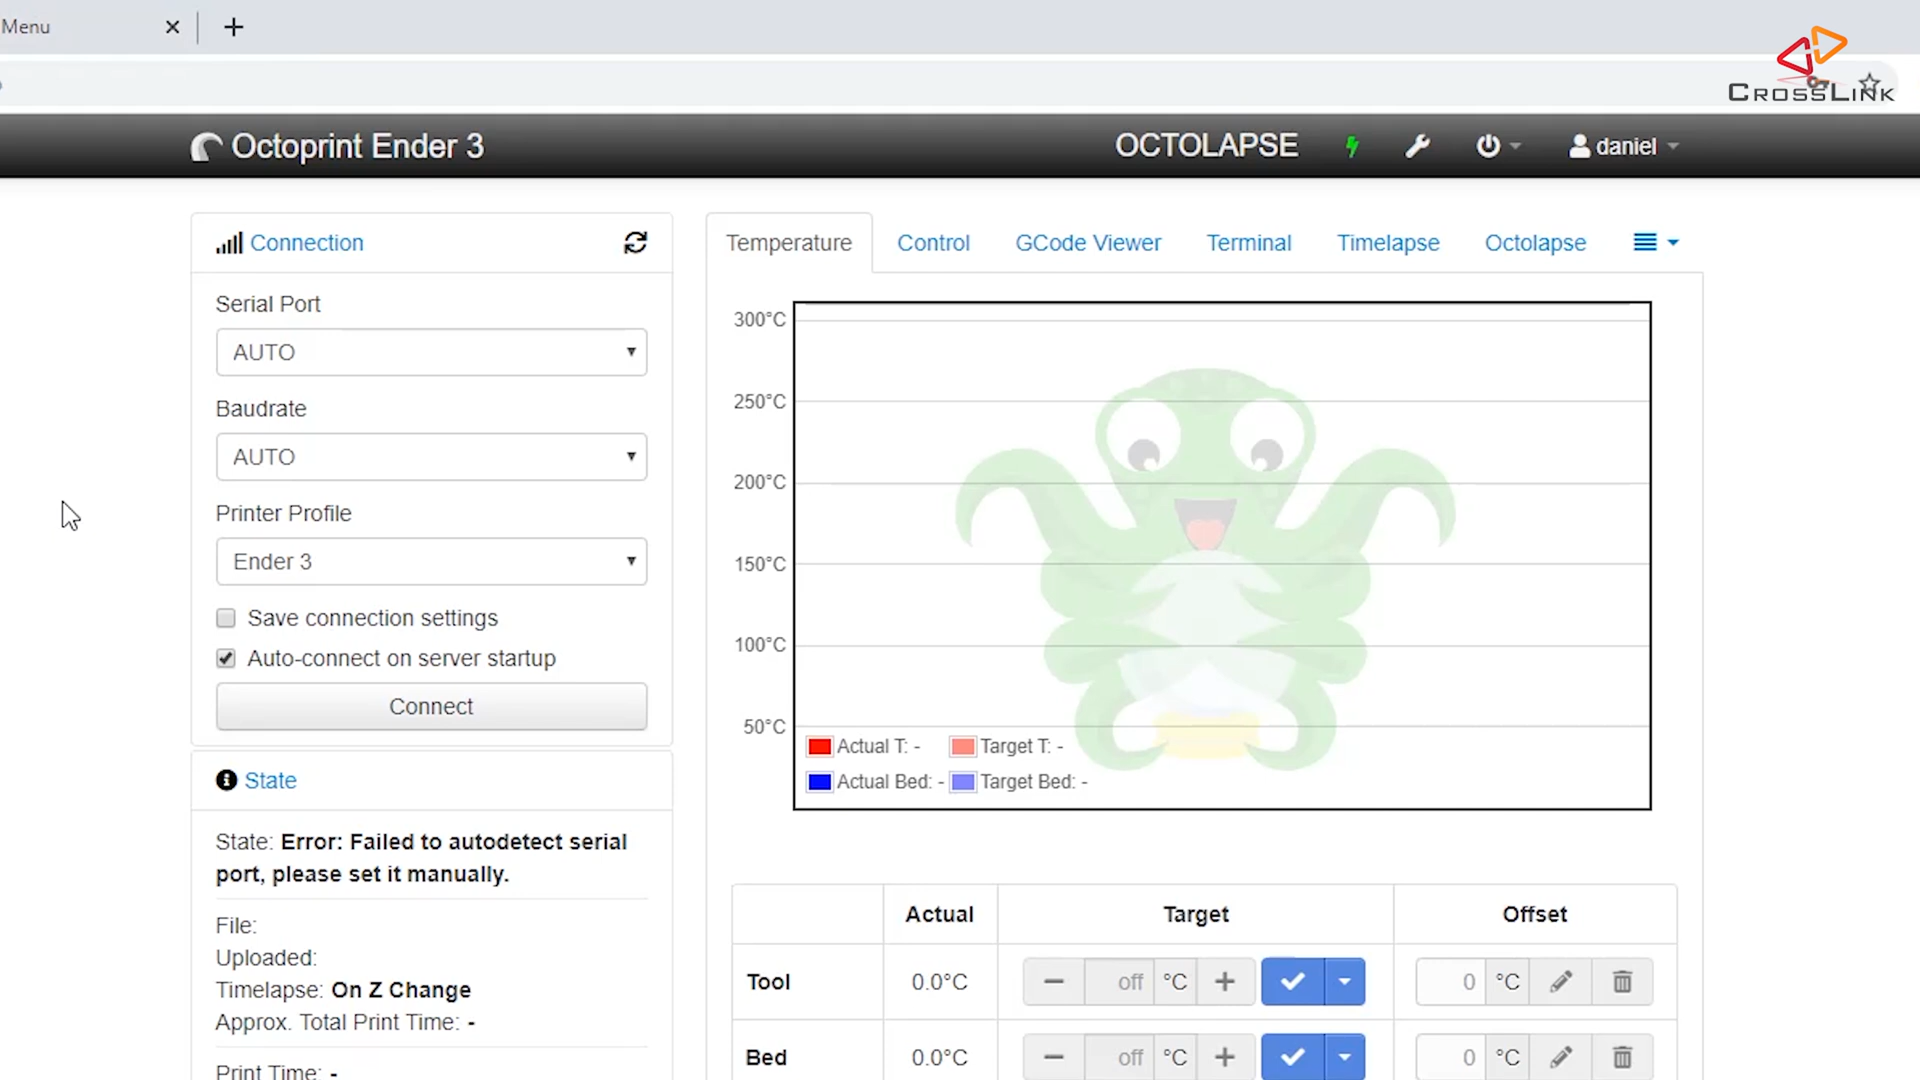 Menu
CROSSLINK
Octoprint Ender 3
OCTOLAPSE
daniel
Connection
Serial Port
AUTO
Baudrate
AUTO
Printer Profile
Ender 3
Save connection settings
Auto-connect on server startup
Connect
State
State: Error: Failed to autodetect serial
port, please set it manually.
File:
Uploaded:
Timelapse: On Z Change
Approx. Total Print Time: -
Print Time: -
Temperature
Control
GCode Viewer
Terminal
Timelapse
Octolapse
300°C
250°C
200°C
150°C
100°C
50°C
Actual T: -
Target T: -
Actual Bed: -
Target Bed: -
Actual
Target
Offset
Tool
0.0°C
off
°C
0
°C
Bed
0.0°C
off
°C
0
°C